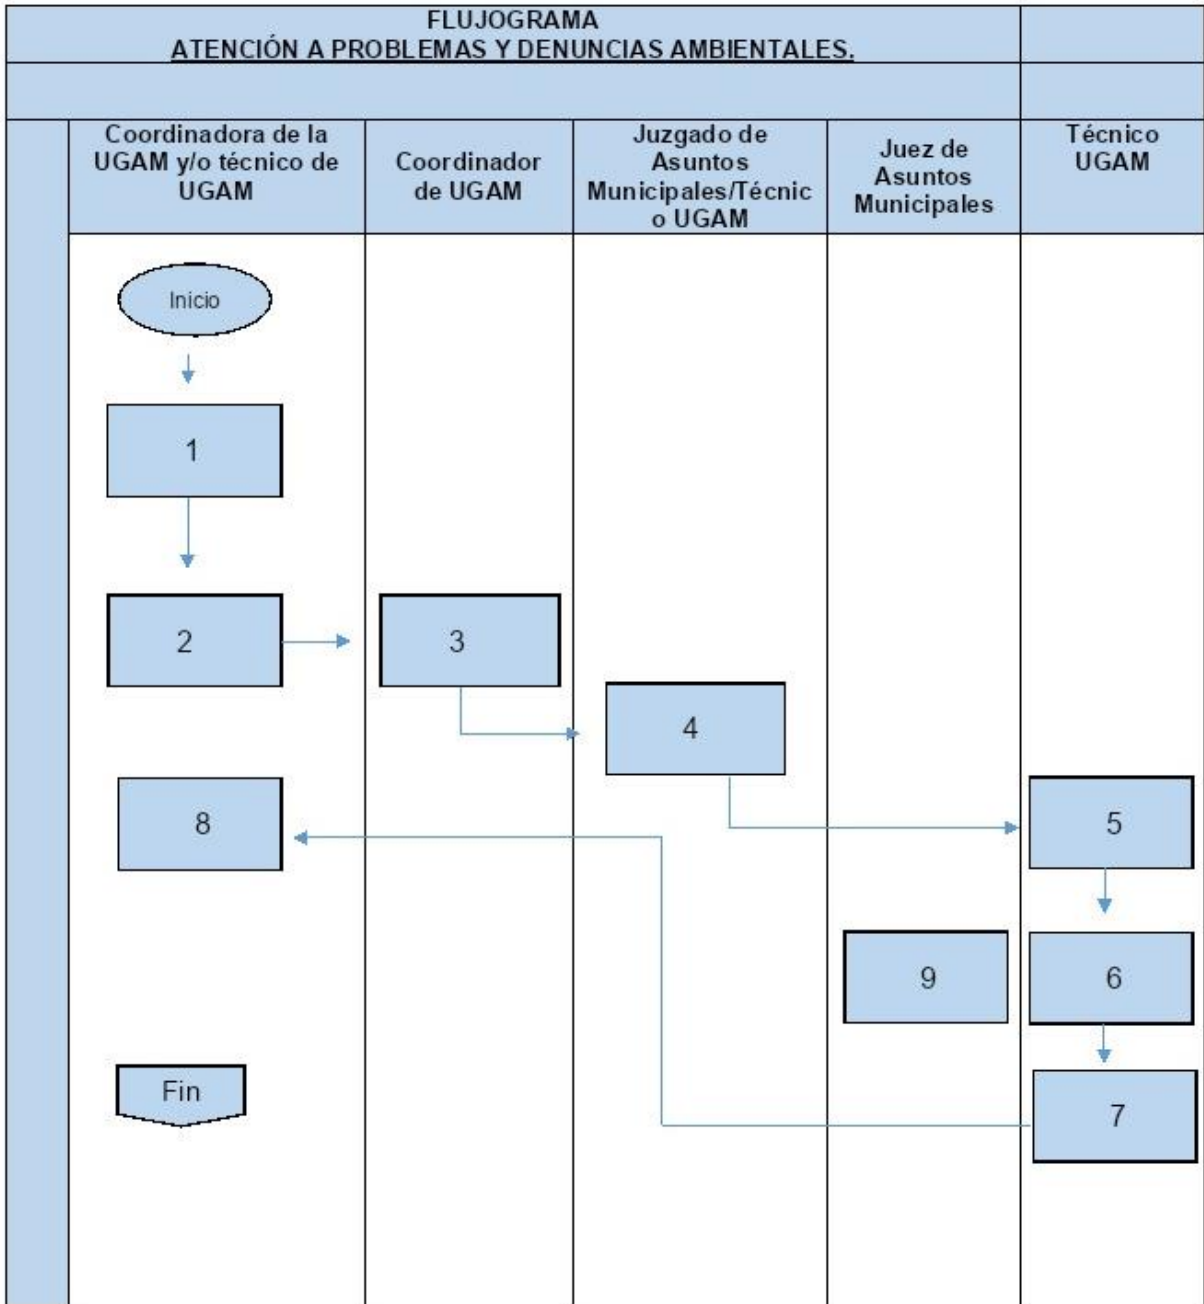 FLUJOGRAMA
ATENCIÓN A PROBLEMAS Y DENUNCIAS AMBIENTALES.
Coordinadora de la
UGAM y/o técnico de
UGAM
Coordinador
de UGAM
Juzgado de
Asuntos
Municipales/Técnic
o UGAM
Juez de
Asuntos
Municipales
Técnico
UGAM
Inicio
1
2
3
4
8
5
9
6
Fin
7